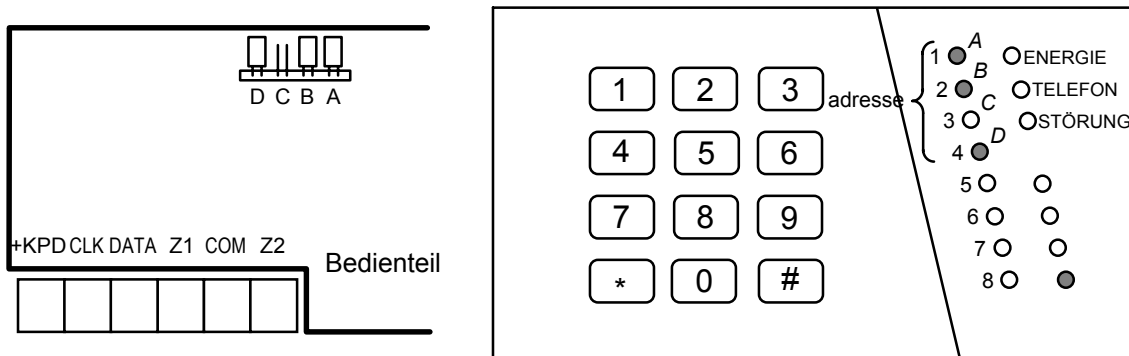 D C B A
+KPD CLK DATA Z1 COM Z2
Bedienteil
1 2 3
4 5 6
7 8 9
* 0 #
adresse
1 A ENERGIE
2 B TELEFON
3 C STÖRUNG
4 D
5
6
7
8